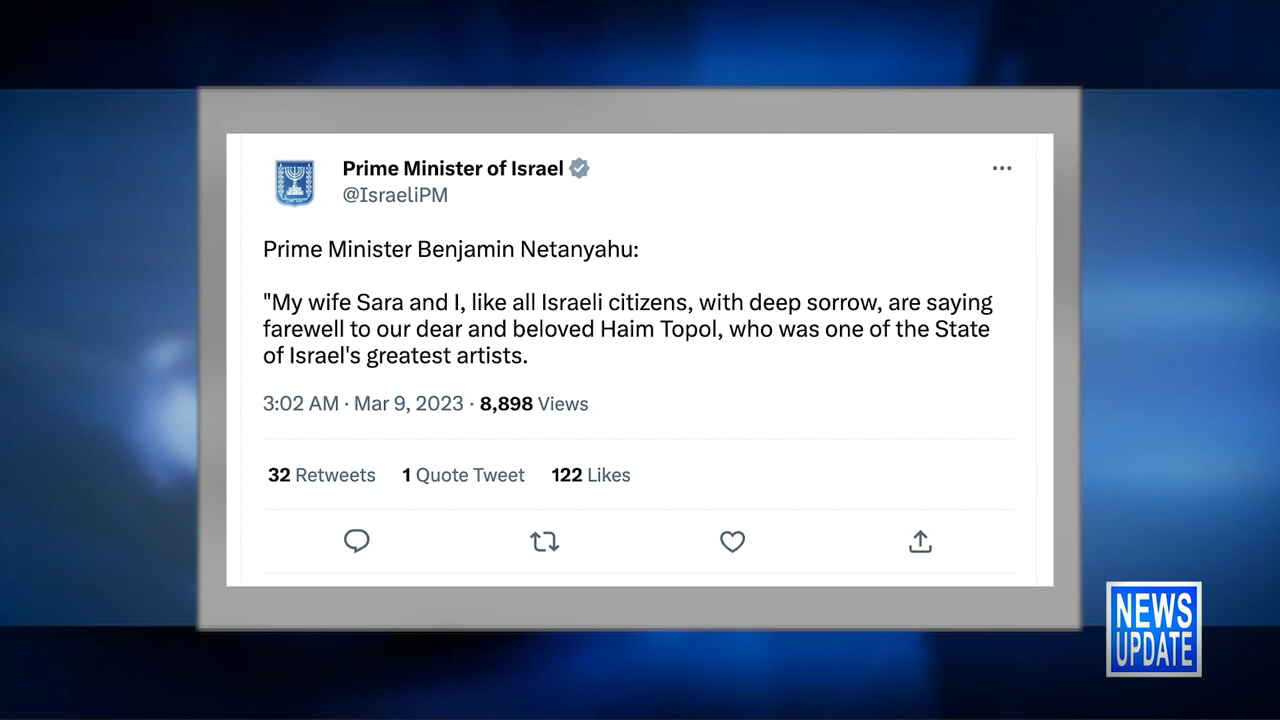 Prime Minister of Israel
@IsraeliPM
Prime Minister Benjamin Netanyahu:
"My wife Sara and I, like all Israeli citizens, with deep sorrow, are saying
farewell to our dear and beloved Haim Topol, who was one of the State
of Israel's greatest artists.
3:02 AM · Mar 9, 2023 · 8,898 Views
32 Retweets 1 Quote Tweet 122 Likes
NEWS
UPDATE